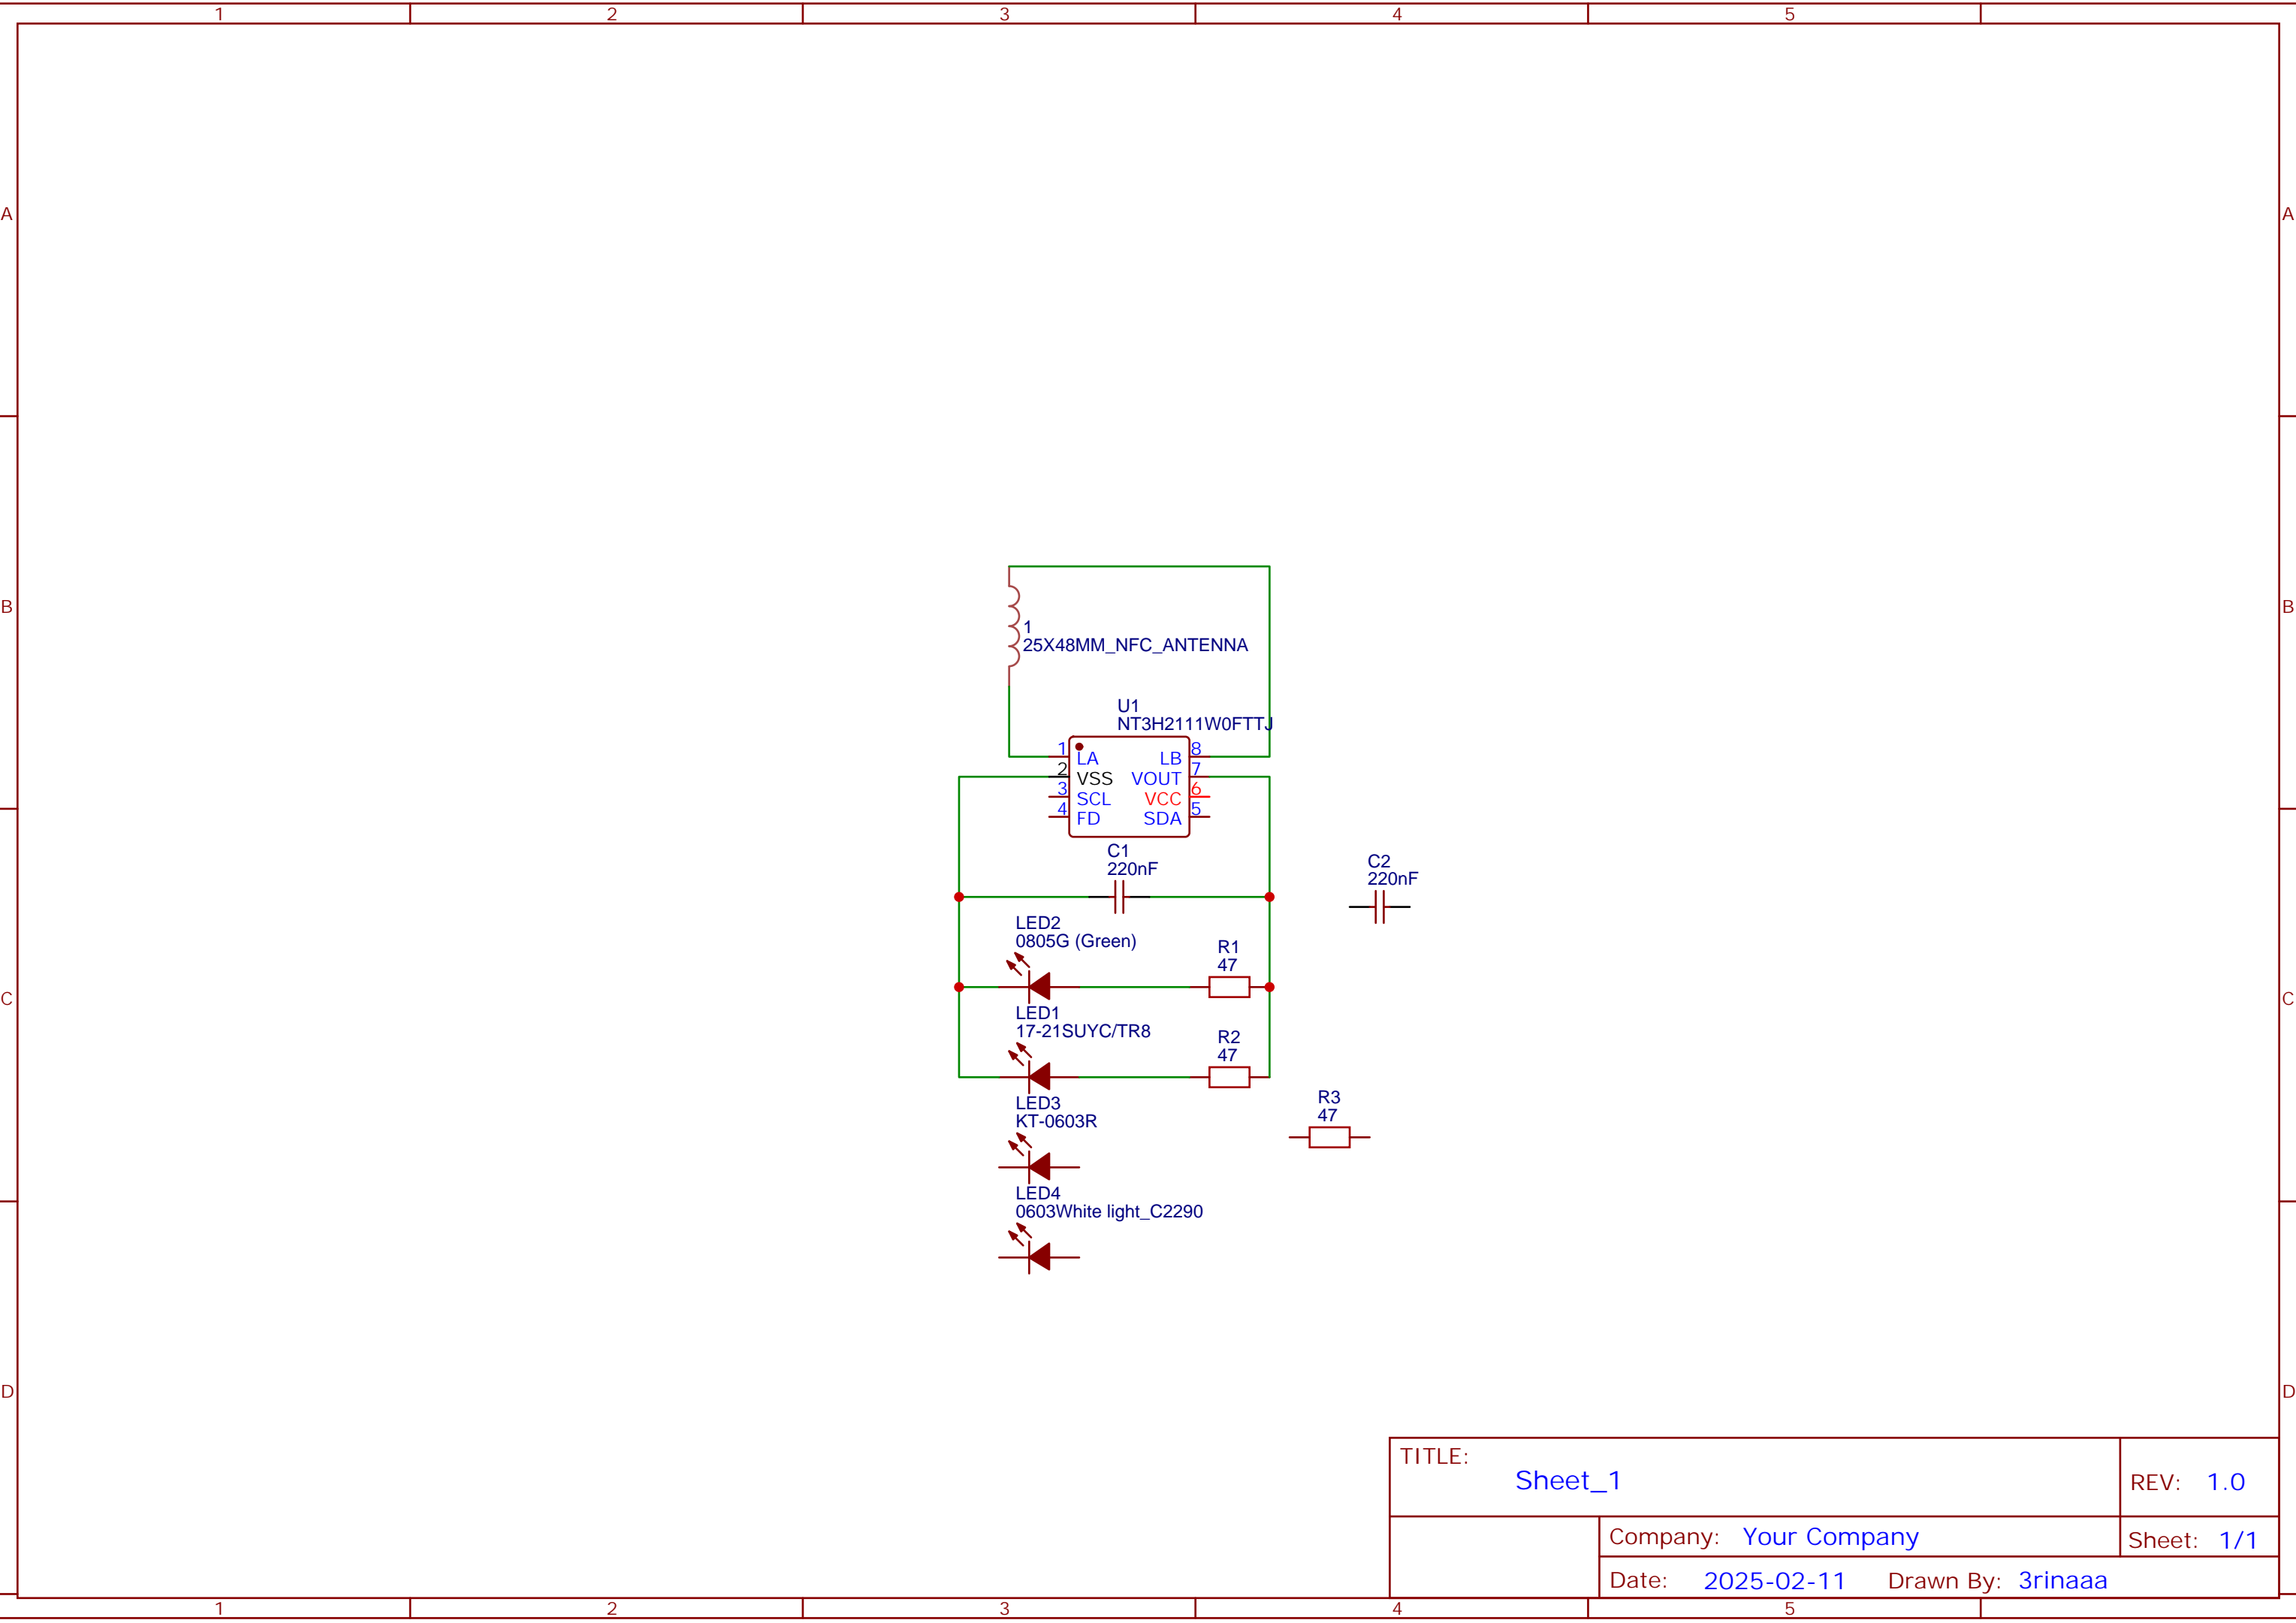 1 2 3 4 5
A A
B B
C C
D D
1
25X48MM_NFC_ANTENNA
U1
NT3H2111W0FTTJ
1 LA LB 8
2 VSS VOUT 7
3 SCL VCC 6
4 FD SDA 5
C1
220nF
C2
220nF
LED2
0805G (Green)
R1
47
LED1
17-21SUYC/TR8
R2
47
LED3
KT-0603R
R3
47
LED4
0603White light_C2290
TITLE:
Sheet_1
REV: 1.0
Company: Your Company
Sheet: 1/1
Date: 2025-02-11 Drawn By: 3rinaaa
1 2 3 4 5